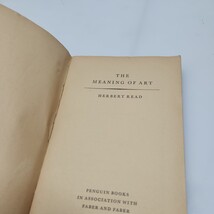 THE
MEANING OF ART
HERBERT READ
PENGUIN BOOKS
IN ASSOCIATION WITH
FABER AND FABER